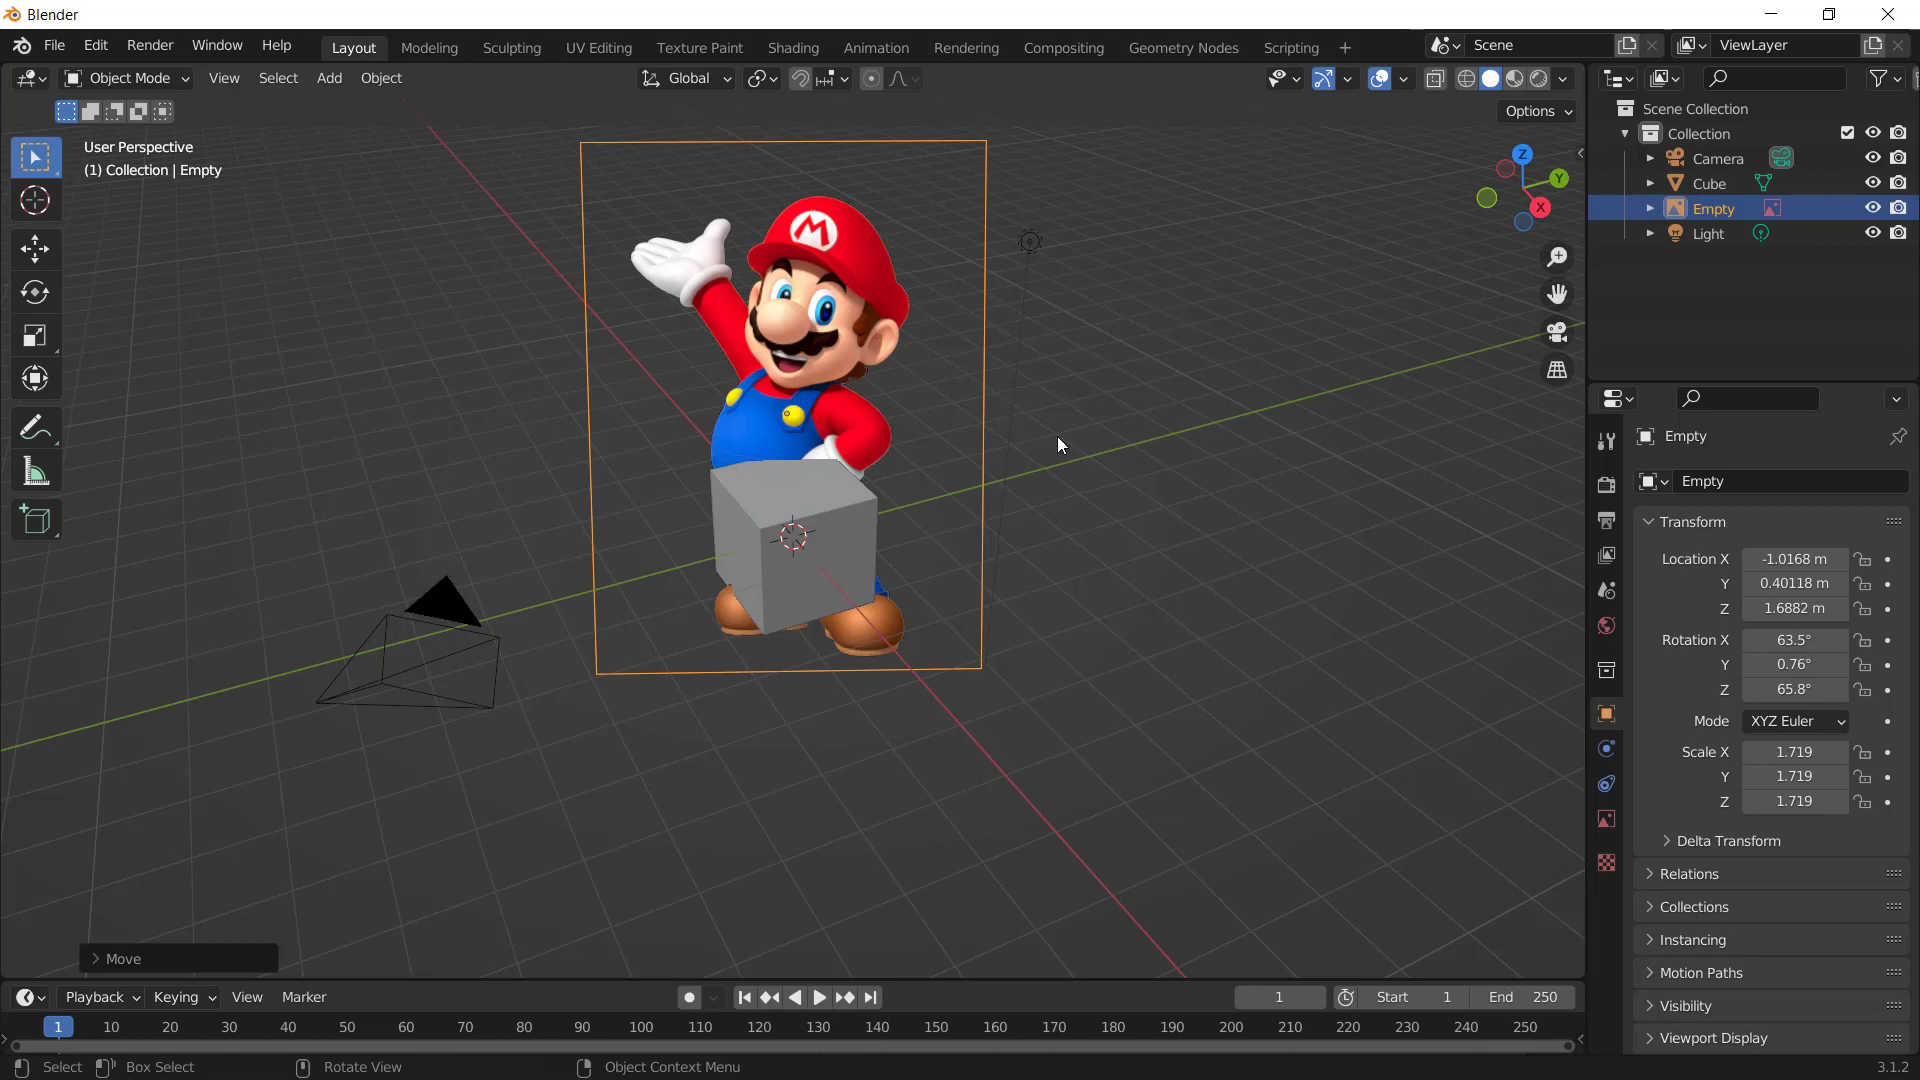 Blender
File Edit Render Window Help Layout Modeling Sculpting UV Editing Texture Paint Shading Animation Rendering Compositing Geometry Nodes Scripting + Scene ViewLayer
Object Mode View Select Add Object Global
Options
User Perspective
(1) Collection | Empty
Z
Y
X
M
Move
Scene Collection
Collection
Camera
Cube
Empty
Light
Empty
Empty
Transform
Location X -1.0168 m
Y 0.40118 m
Z 1.6882 m
Rotation X 63.5°
Y 0.76°
Z 65.8°
Mode XYZ Euler
Scale X 1.719
Y 1.719
Z 1.719
Delta Transform
Relations
Collections
Instancing
Motion Paths
Visibility
Viewport Display
Playback Keying View Marker 1 Start 1 End 250
1 10 20 30 40 50 60 70 80 90 100 110 120 130 140 150 160 170 180 190 200 210 220 230 240 250
Select Box Select Rotate View Object Context Menu 3.1.2